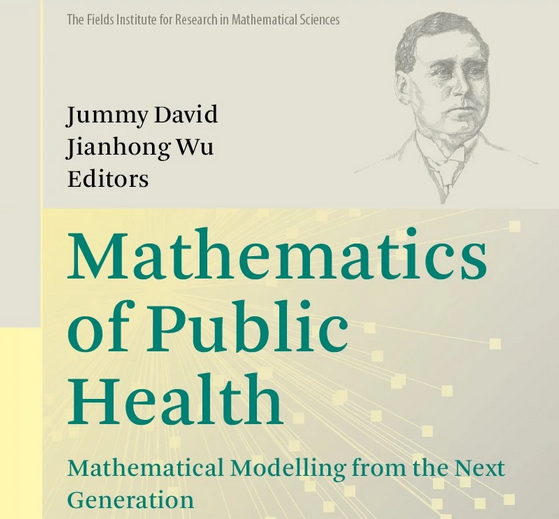 The Fields Institute for Research in Mathematical Sciences
Jummy David
Jianhong Wu
Editors
Mathematics
of Public
Health
Mathematical Modelling from the Next
Generation